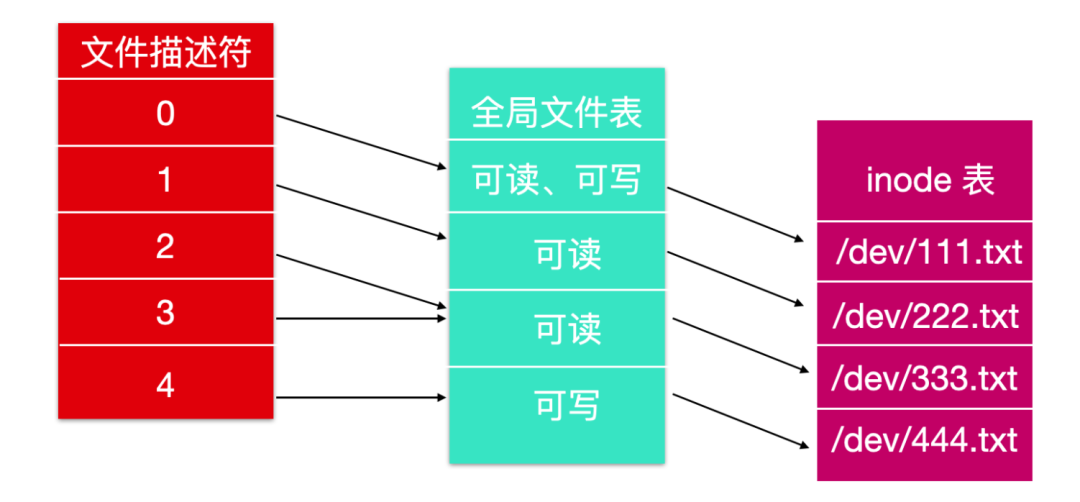 文件描述符
0
1
2
3
4
全局文件表
可读、可写
可读
可读
可写
inode 表
/dev/111.txt
/dev/222.txt
/dev/333.txt
/dev/444.txt